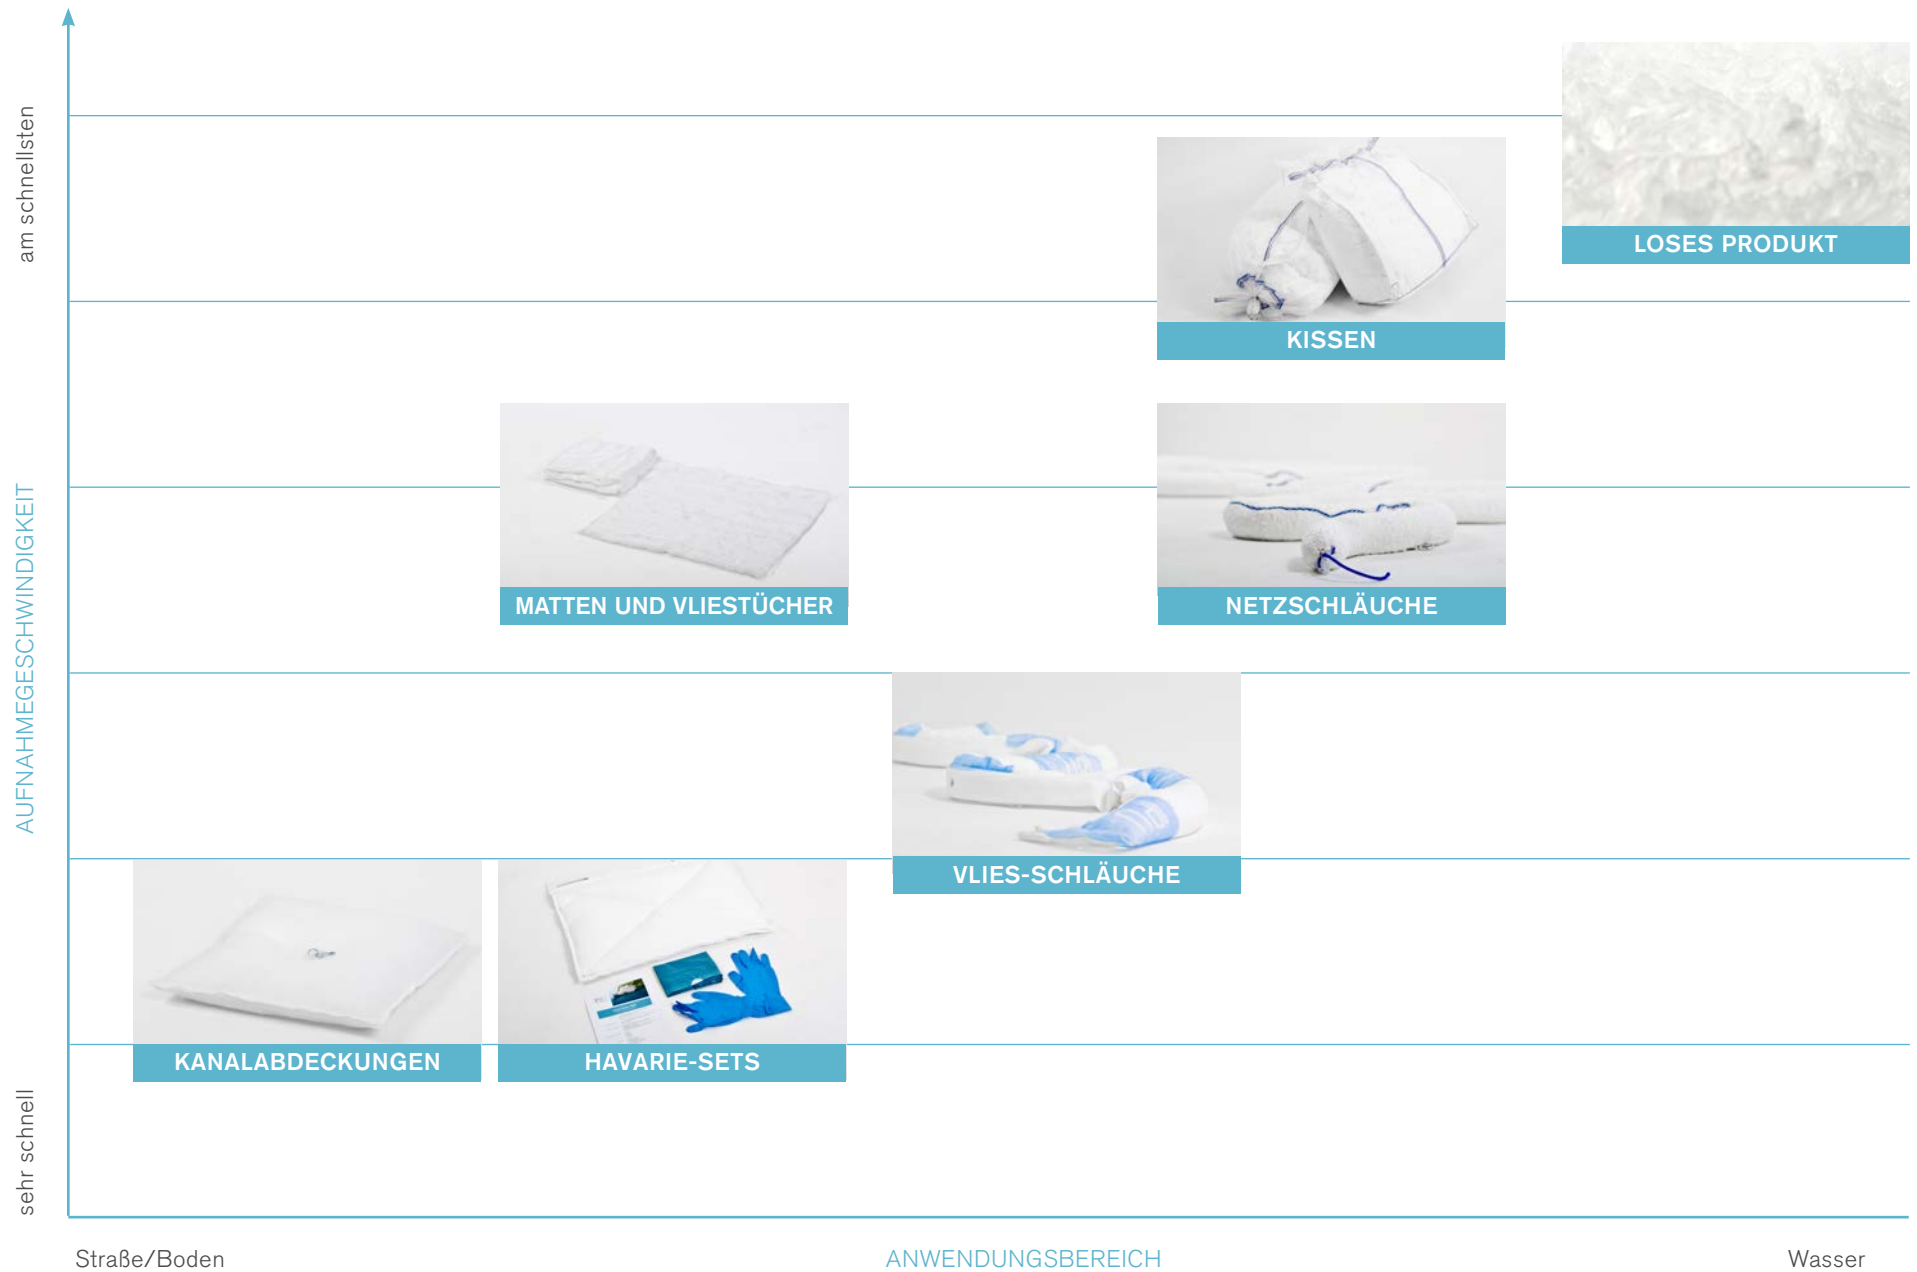 am schnellsten
LOSES PRODUKT
KISSEN
AUFNAHMEGESCHWINDIGKEIT
MATTEN UND VLIESTÜCHER
NETZSCHLÄUCHE
VLIES-SCHLÄUCHE
KANALABDECKUNGEN
HAVARIE-SETS
sehr schnell
Straße/Boden
ANWENDUNGSBEREICH
Wasser